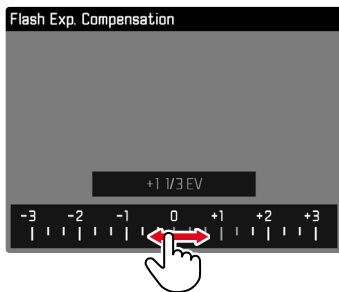 Flash Exp. Compensation
+1 1/3 EV
-3 -2 -1 0 +1 +2 +3